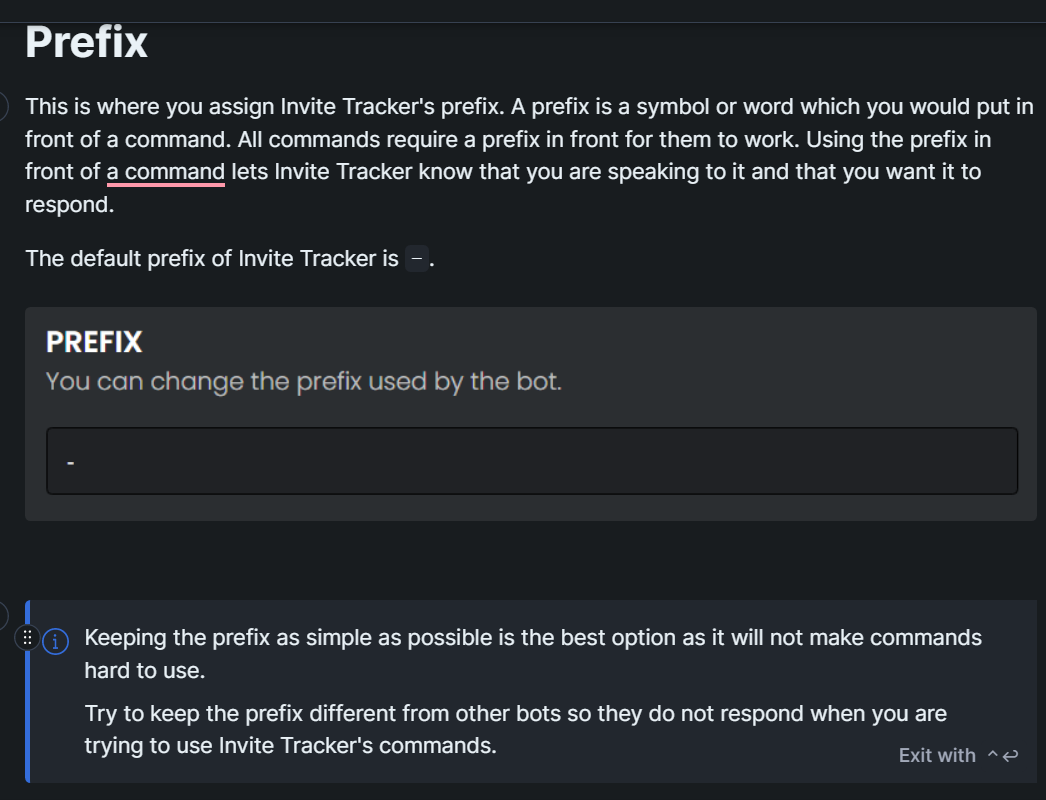 Prefix
This is where you assign Invite Tracker's prefix. A prefix is a symbol or word which you would put in
front of a command. All commands require a prefix in front for them to work. Using the prefix in
front of a command lets Invite Tracker know that you are speaking to it and that you want it to
respond.
The default prefix of Invite Tracker is -.
PREFIX
You can change the prefix used by the bot.
-
Keeping the prefix as simple as possible is the best option as it will not make commands
hard to use.
Try to keep the prefix different from other bots so they do not respond when you are
trying to use Invite Tracker's commands.
Exit with ^↩